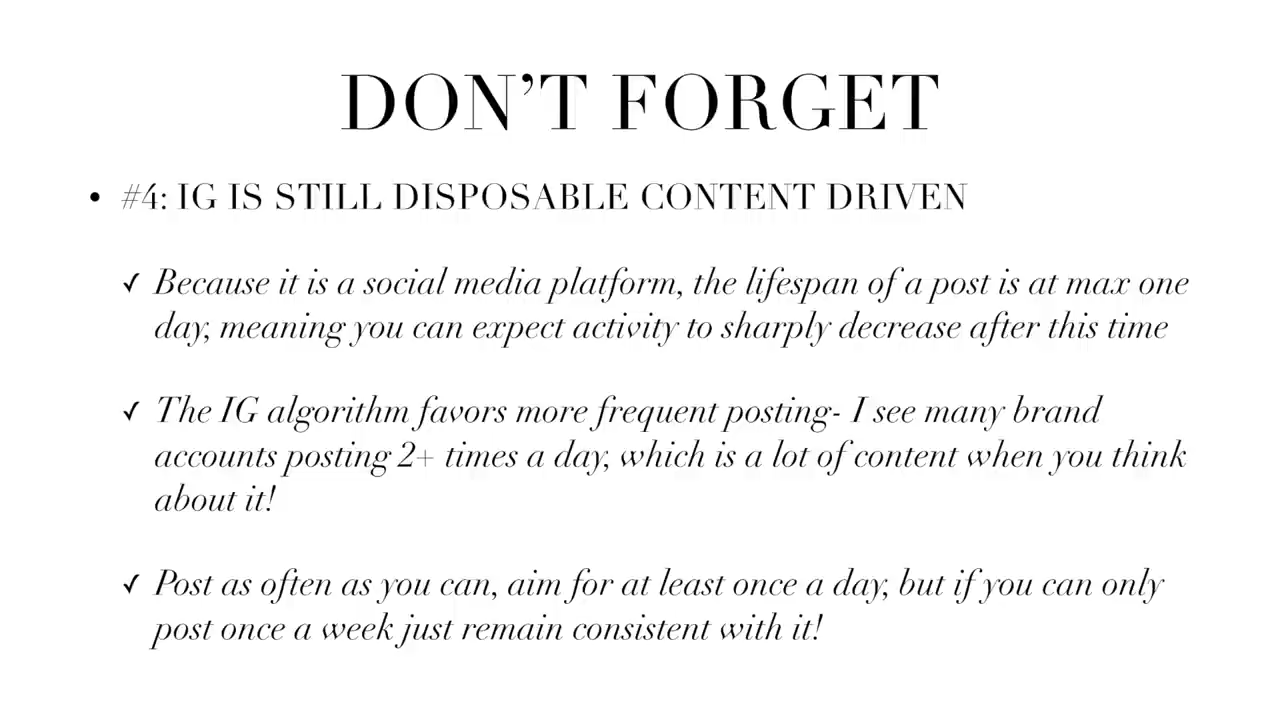 DON'T FORGET
• #4: IG IS STILL DISPOSABLE CONTENT DRIVEN
✓ Because it is a social media platform, the lifespan of a post is at max one
day, meaning you can expect activity to sharply decrease after this time
✓ The IG algorithm favors more frequent posting- I see many brand
accounts posting 2+ times a day, which is a lot of content when you think
about it!
✓ Post as often as you can, aim for at least once a day, but if you can only
post once a week just remain consistent with it!